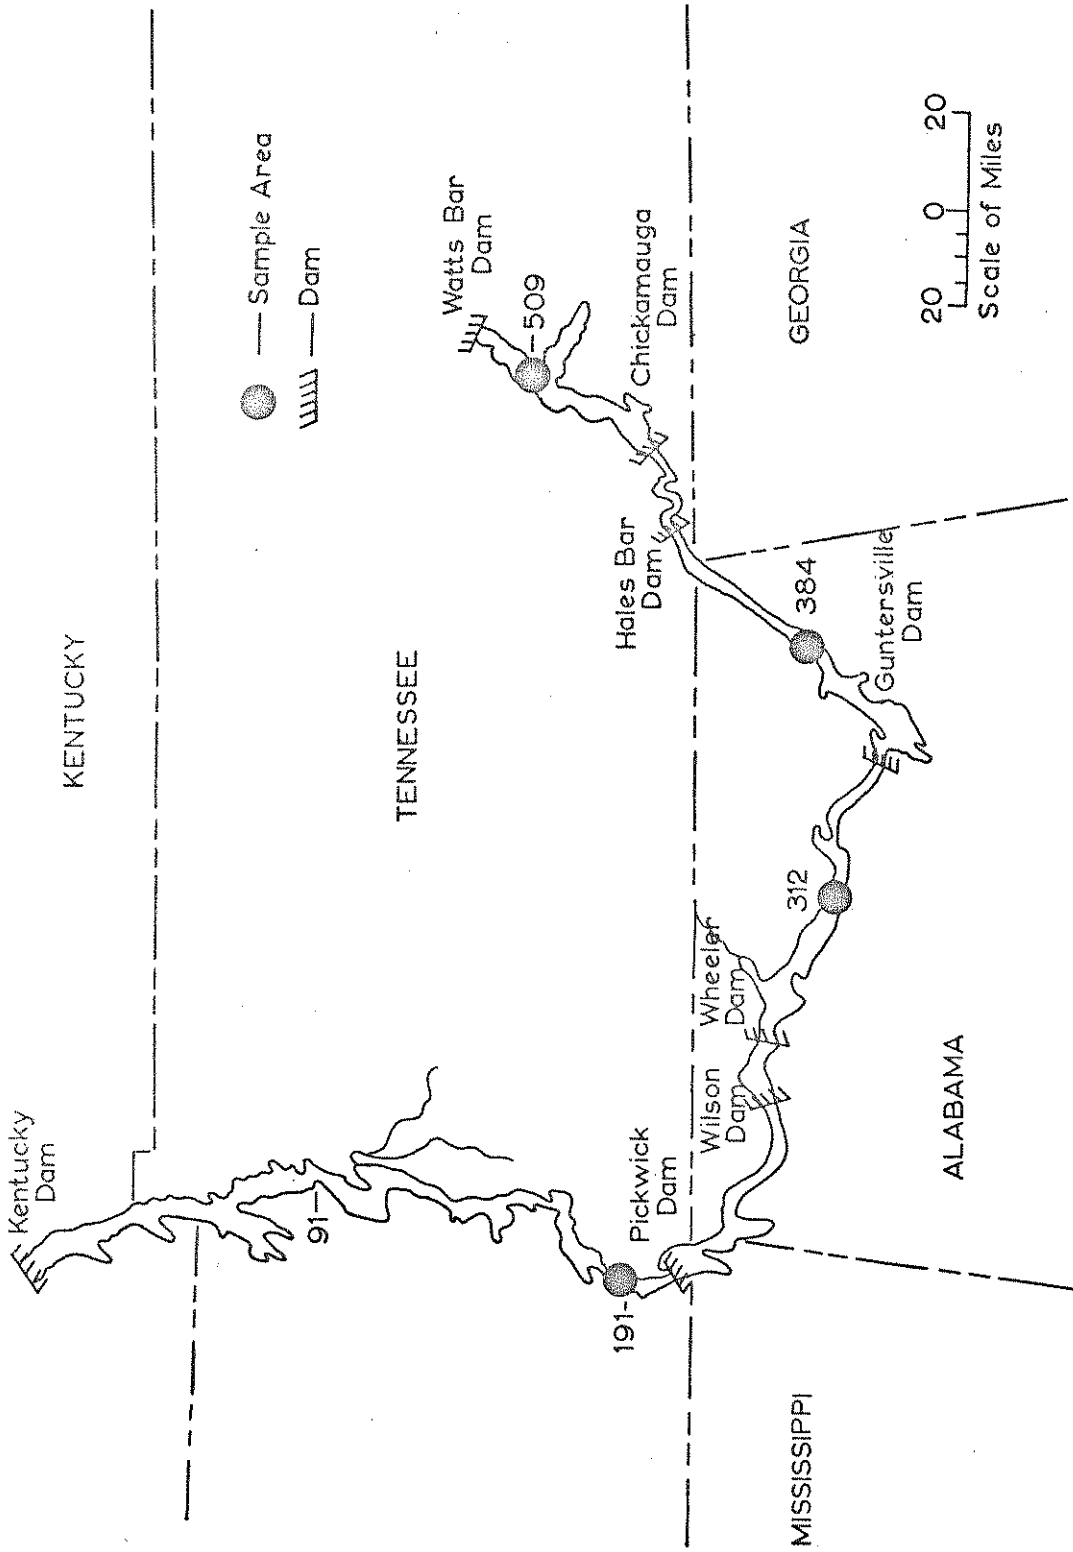 KENTUCKY
Kentucky
Dam
— Sample Area
— Dam
TENNESSEE
Watts Bar
Dam
91—
—509
Chickamauga
Dam
Hales Bar
Dam
191—
Pickwick
Dam
Wilson
Dam
Wheeler
Dam
312
384
Guntersville
Dam
GEORGIA
MISSISSIPPI
ALABAMA
20 0 20
Scale of Miles